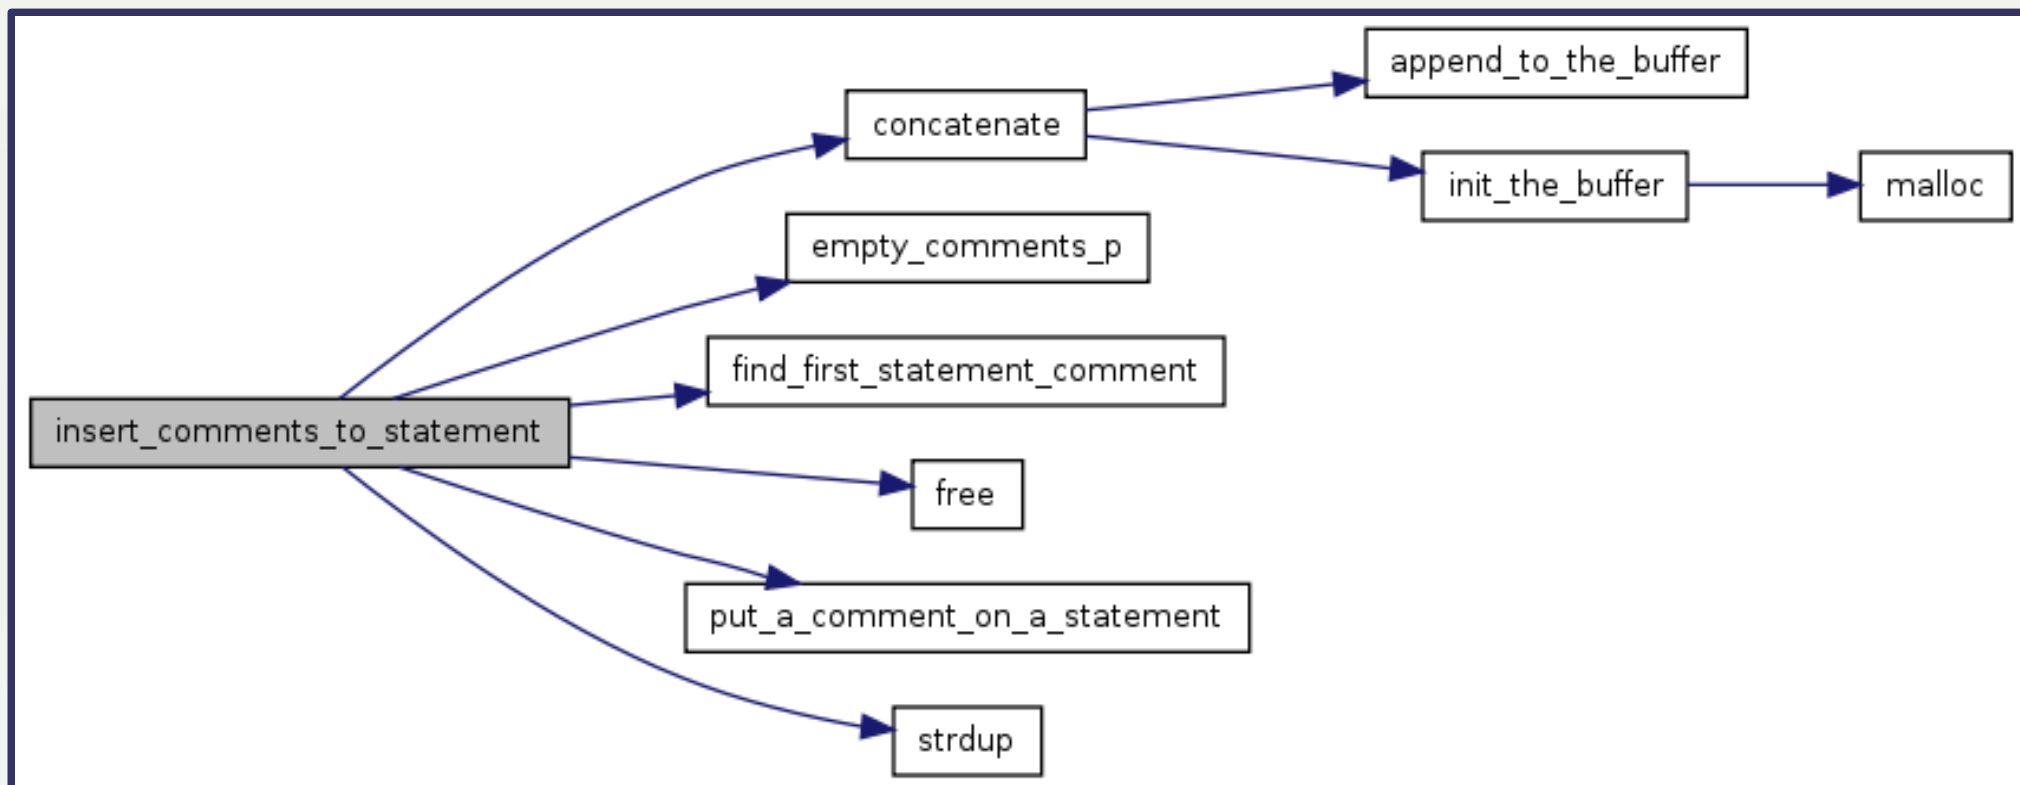 append_to_the_buffer
concatenate
init_the_buffer
malloc
empty_comments_p
find_first_statement_comment
insert_comments_to_statement
free
put_a_comment_on_a_statement
strdup